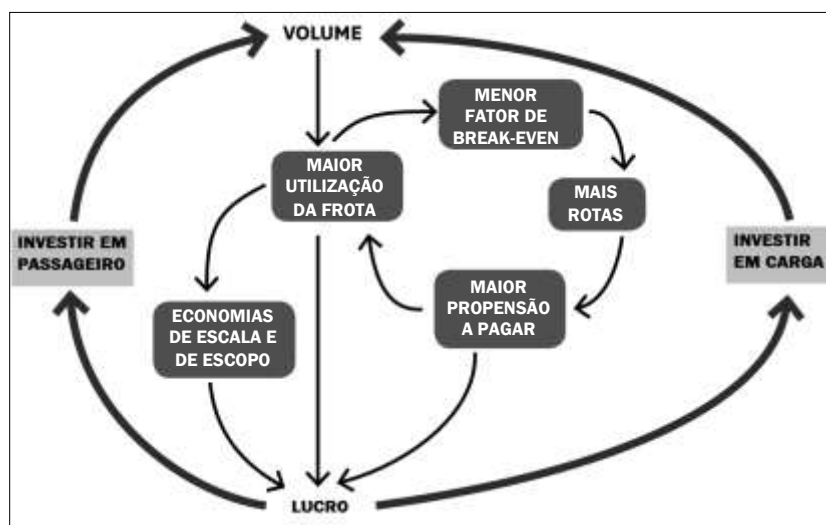 VOLUME
MENOR
FATOR DE
BREAK-EVEN
MAIOR
UTILIZAÇÃO
DA FROTA
MAIS
ROTAS
INVESTIR EM
PASSAGEIRO
INVESTIR
EM CARGA
MAIOR
PROPENSÃO
A PAGAR
ECONOMIAS
DE ESCALA E
DE ESCOPO
LUCRO